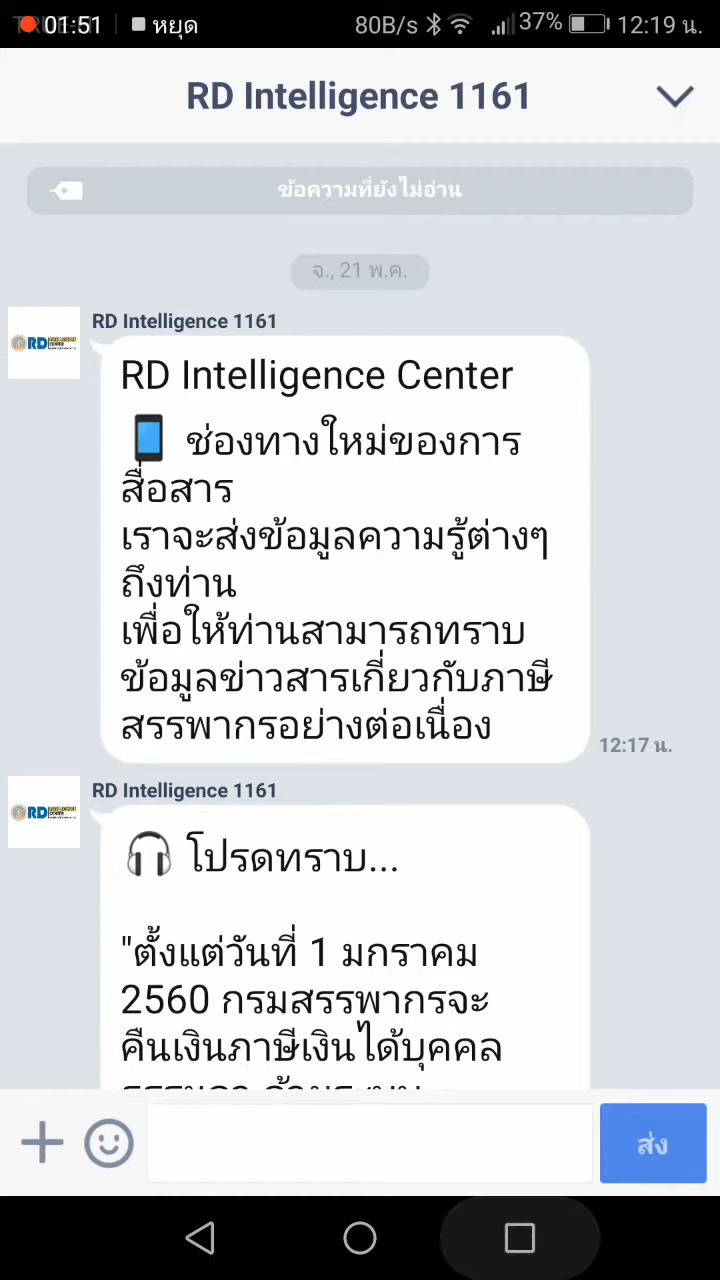 01:51 หยุด 80B/s 37% 12:19 น.
RD Intelligence 1161
ข้อความที่ยังไม่อ่าน
จ., 21 พ.ค.
RD Intelligence 1161
RD
RD Intelligence Center
📱 ช่องทางใหม่ของการ
สื่อสาร
เราจะส่งข้อมูลความรู้ต่างๆ
ถึงท่าน
เพื่อให้ท่านสามารถทราบ
ข้อมูลข่าวสารเกี่ยวกับภาษี
สรรพากรอย่างต่อเนื่อง
12:17 น.
RD Intelligence 1161
RD
🎧 โปรดทราบ...
"ตั้งแต่วันที่ 1 มกราคม
2560 กรมสรรพากรจะ
คืนเงินภาษีเงินได้บุคคล
ส่ง